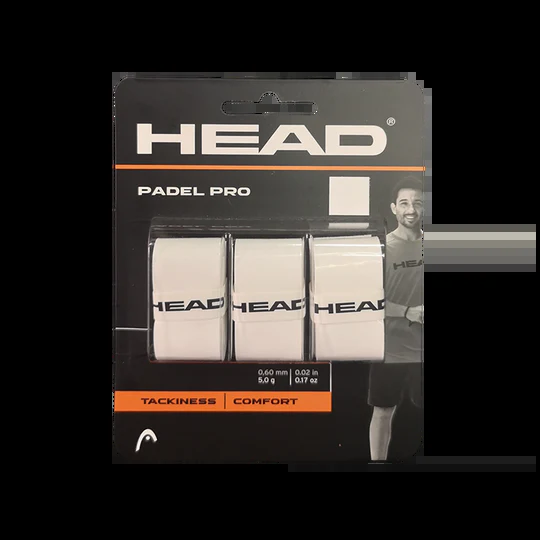 HEAD®
PADEL PRO
HEAD
HEAD HEAD HEAD
0.60 mm | 0.02 in
5,0 g | 0.17 oz
TACKINESS | COMFORT